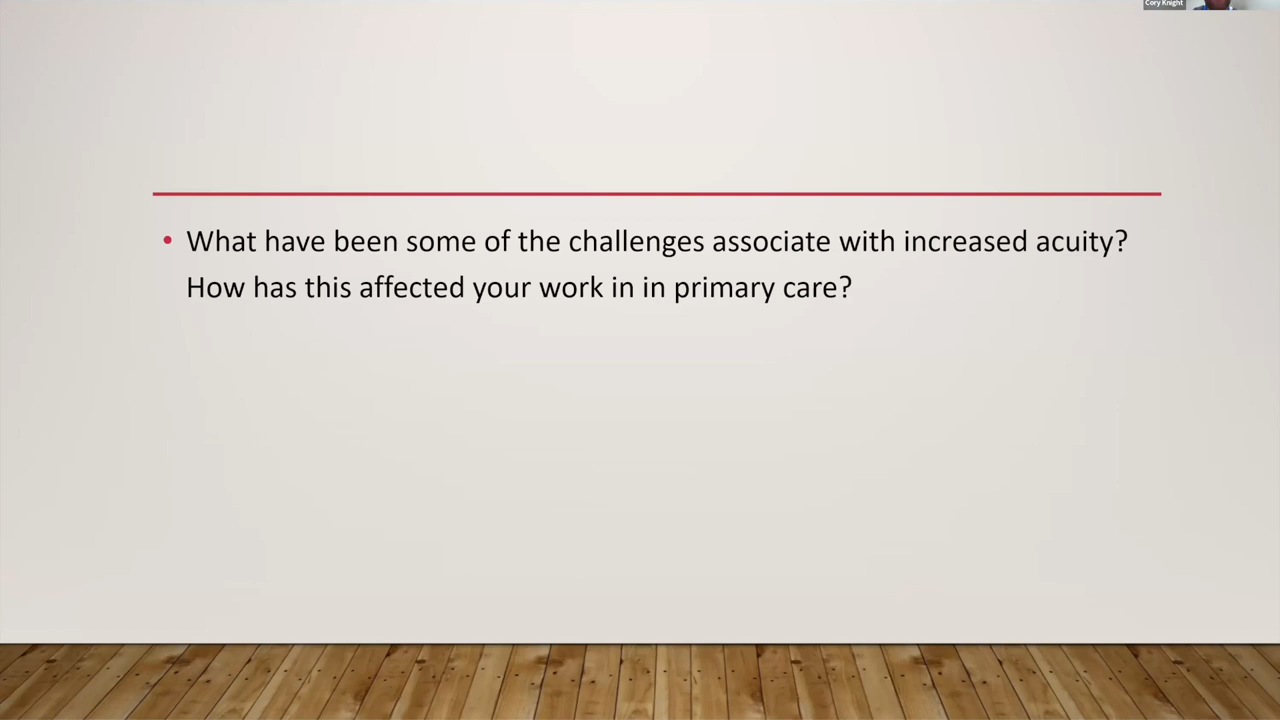 Cory Knight
• What have been some of the challenges associate with increased acuity?
How has this affected your work in in primary care?